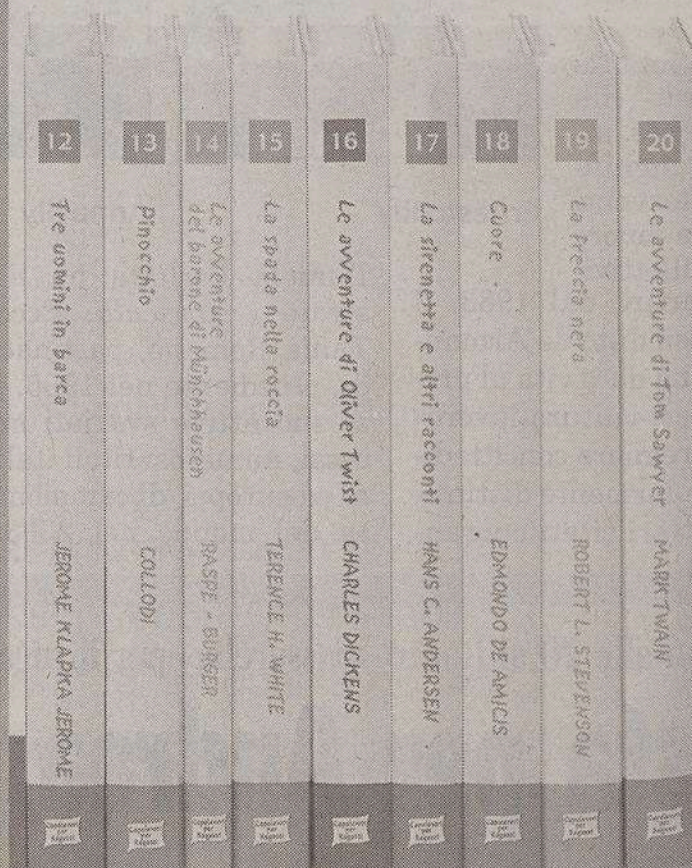 12
Tre uomini in barca
JEROME KLAPKA JEROME
13
Pinocchio
COLLODI
14
Le avventure
del barone di Münchhausen
RASPE - BURGER
15
La spada nella roccia
TERENCE H. WHITE
16
Le avventure di Oliver Twist
CHARLES DICKENS
17
La sirenetta e altri racconti
HANS C. ANDERSEN
18
Cuore
EDMONDO DE AMICIS
19
La freccia nera
ROBERT L. STEVENSON
20
Le avventure di Tom Sawyer
MARK TWAIN